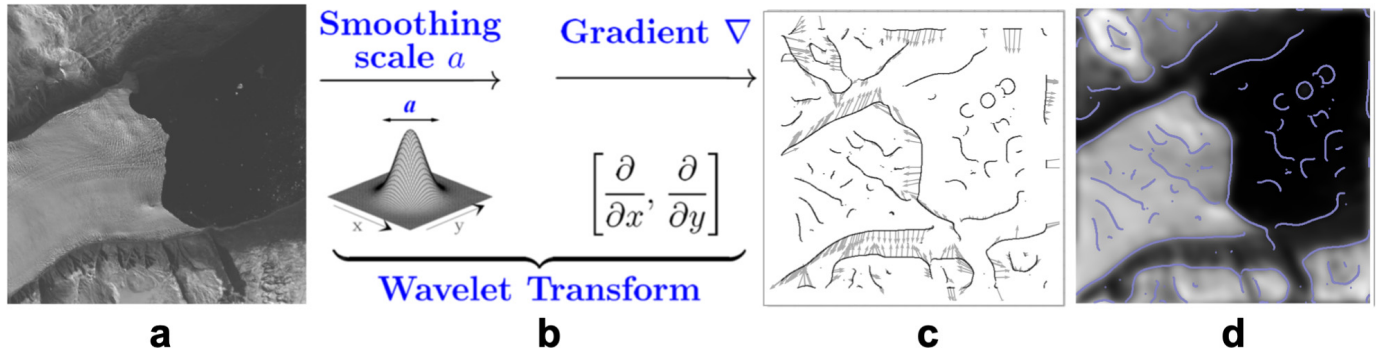 Smoothing
scale a
Gradient ∇
a
x
y
[∂/∂x, ∂/∂y]
Wavelet Transform
a
b
c
d